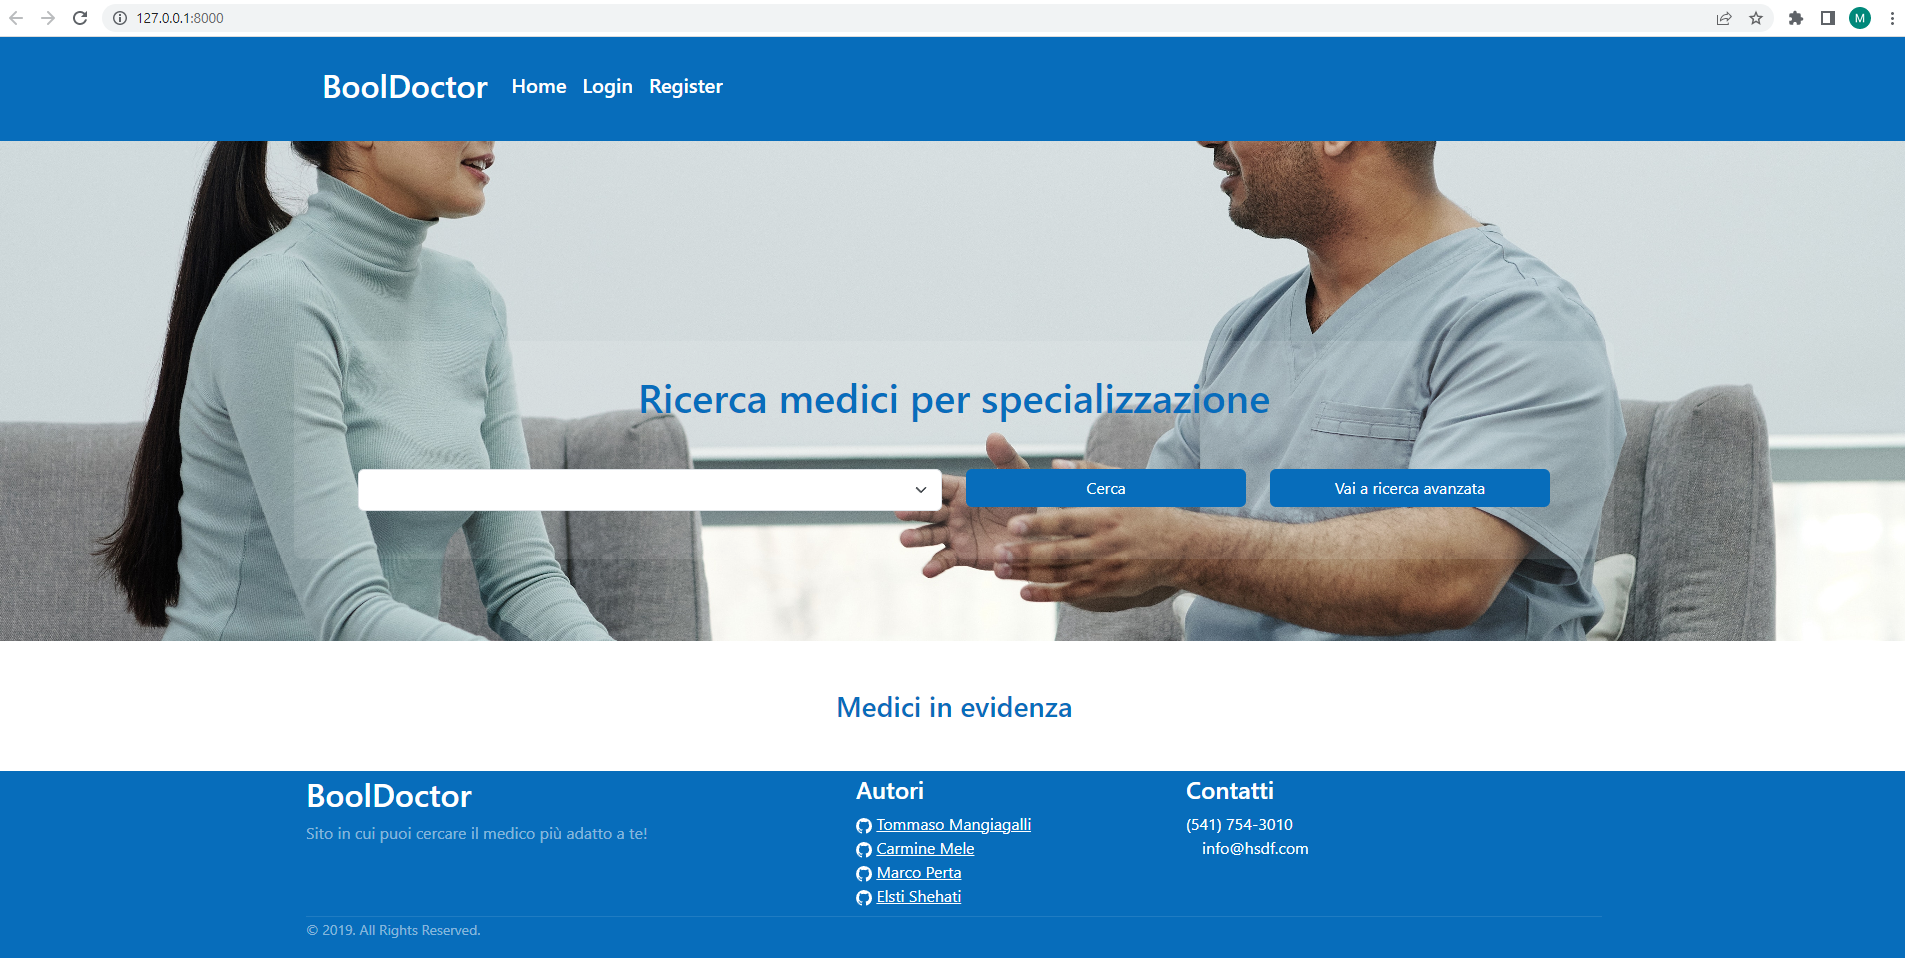 127.0.0.1:8000
M
BoolDoctor Home Login Register
Ricerca medici per specializzazione
Cerca Vai a ricerca avanzata
Medici in evidenza
BoolDoctor
Sito in cui puoi cercare il medico più adatto a te!
Autori
Tommaso Mangiagalli
Carmine Mele
Marco Perta
Elsti Shehati
Contatti
(541) 754-3010
info@hsdf.com
© 2019. All Rights Reserved.